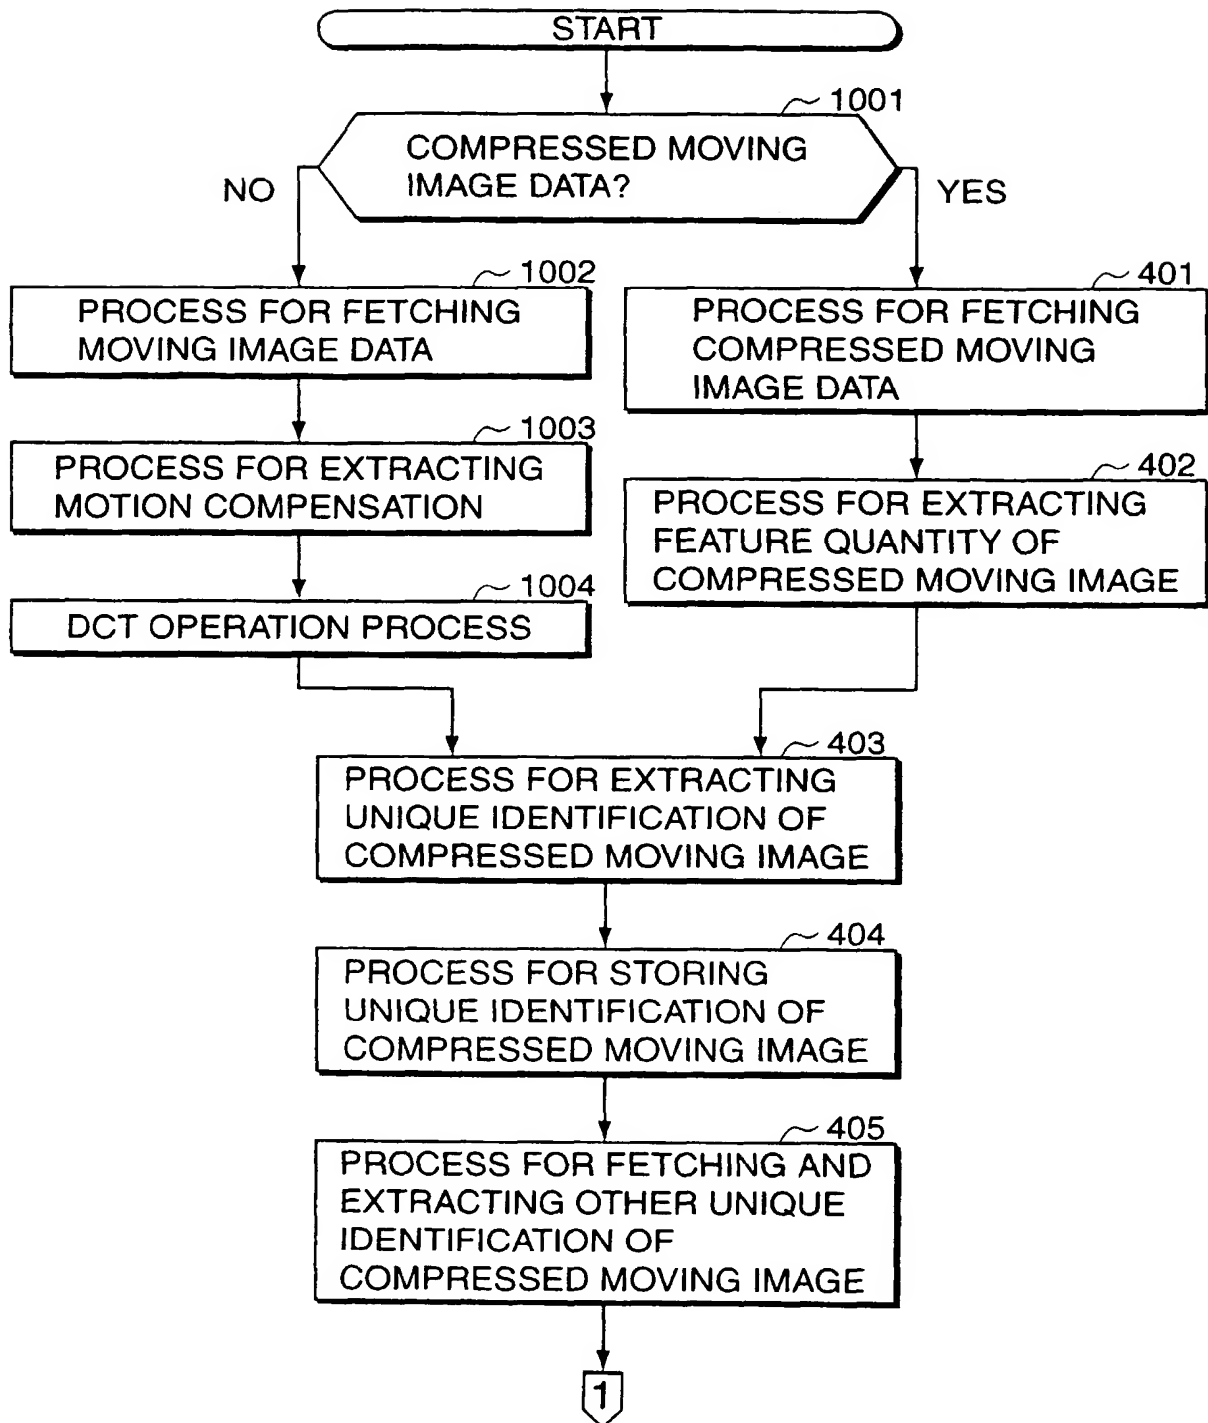 START
1001
COMPRESSED MOVING
IMAGE DATA?
NO
YES
1002
PROCESS FOR FETCHING
MOVING IMAGE DATA
1003
PROCESS FOR EXTRACTING
MOTION COMPENSATION
1004
DCT OPERATION PROCESS
401
PROCESS FOR FETCHING
COMPRESSED MOVING
IMAGE DATA
402
PROCESS FOR EXTRACTING
FEATURE QUANTITY OF
COMPRESSED MOVING IMAGE
403
PROCESS FOR EXTRACTING
UNIQUE IDENTIFICATION OF
COMPRESSED MOVING IMAGE
404
PROCESS FOR STORING
UNIQUE IDENTIFICATION OF
COMPRESSED MOVING IMAGE
405
PROCESS FOR FETCHING AND
EXTRACTING OTHER UNIQUE
IDENTIFICATION OF
COMPRESSED MOVING IMAGE
1